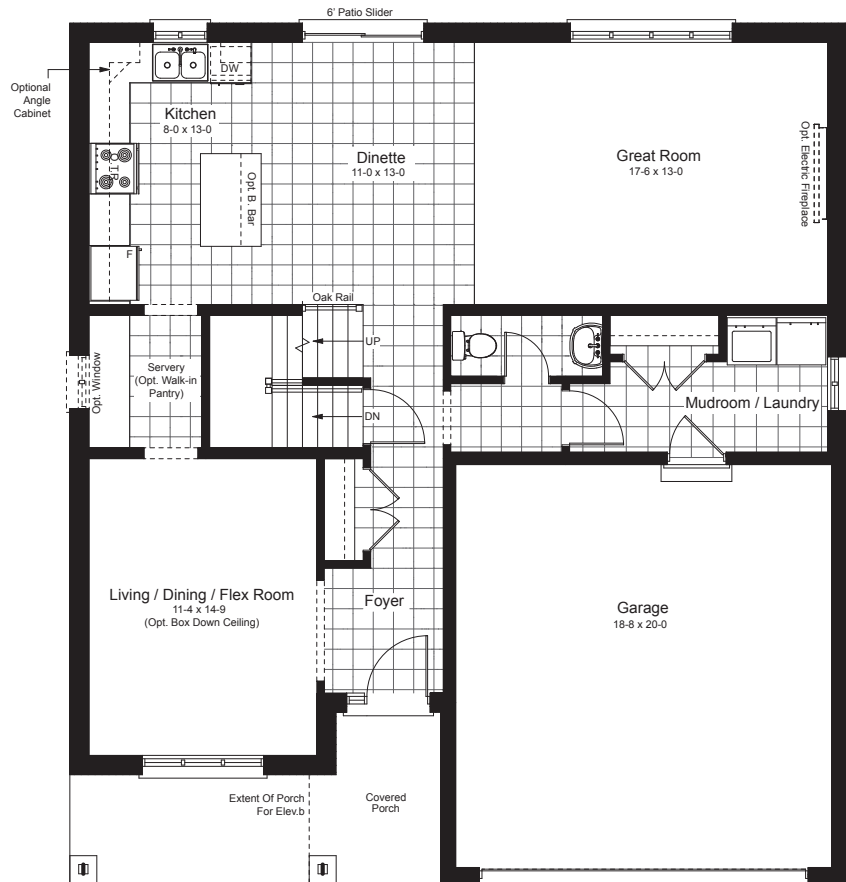 6' Patio Slider
Optional
Angle
Cabinet
DW
Kitchen
8-0 x 13-0
O.T.R
Opt B. Bar
Dinette
11-0 x 13-0
Great Room
17-6 x 13-0
Opt. Electric Fireplace
F
Oak Rail
UP
Opt. Window
Servery
(Opt. Walk-in
Pantry)
DN
Mudroom / Laundry
Living / Dining / Flex Room
11-4 x 14-9
(Opt. Box Down Ceiling)
Foyer
Garage
18-8 x 20-0
Extent Of Porch
For Elev.b
Covered
Porch